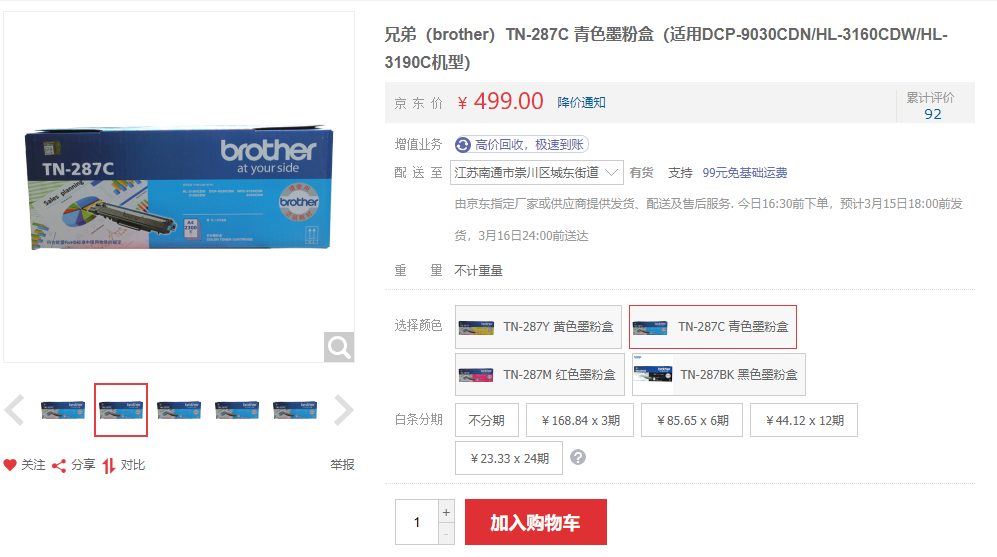 兄弟（brother）TN-287C 青色墨粉盒（适用DCP-9030CDN/HL-3160CDW/HL-
3190C机型）
京东价 ￥499.00 降价通知
累计评价
92
增值业务 高价回收，极速到账
配送至 江苏南通市崇川区城东街道 有货 支持 99元免基础运费
由京东指定厂家或供应商提供发货、配送及售后服务. 今日16:30前下单，预计3月15日18:00前发
货，3月16日24:00前送达
重量 不计重量
选择颜色 TN-287Y 黄色墨粉盒 TN-287C 青色墨粉盒
TN-287M 红色墨粉盒 TN-287BK 黑色墨粉盒
白条分期 不分期 ￥168.84 x 3期 ￥85.65 x 6期 ￥44.12 x 12期
￥23.33 x 24期 ?
1 + -
加入购物车
brother
at your side
TN-287C
Sales planning
brother
A4
2300
COLOR TONER CARTRIDGE
关注 分享 对比 举报